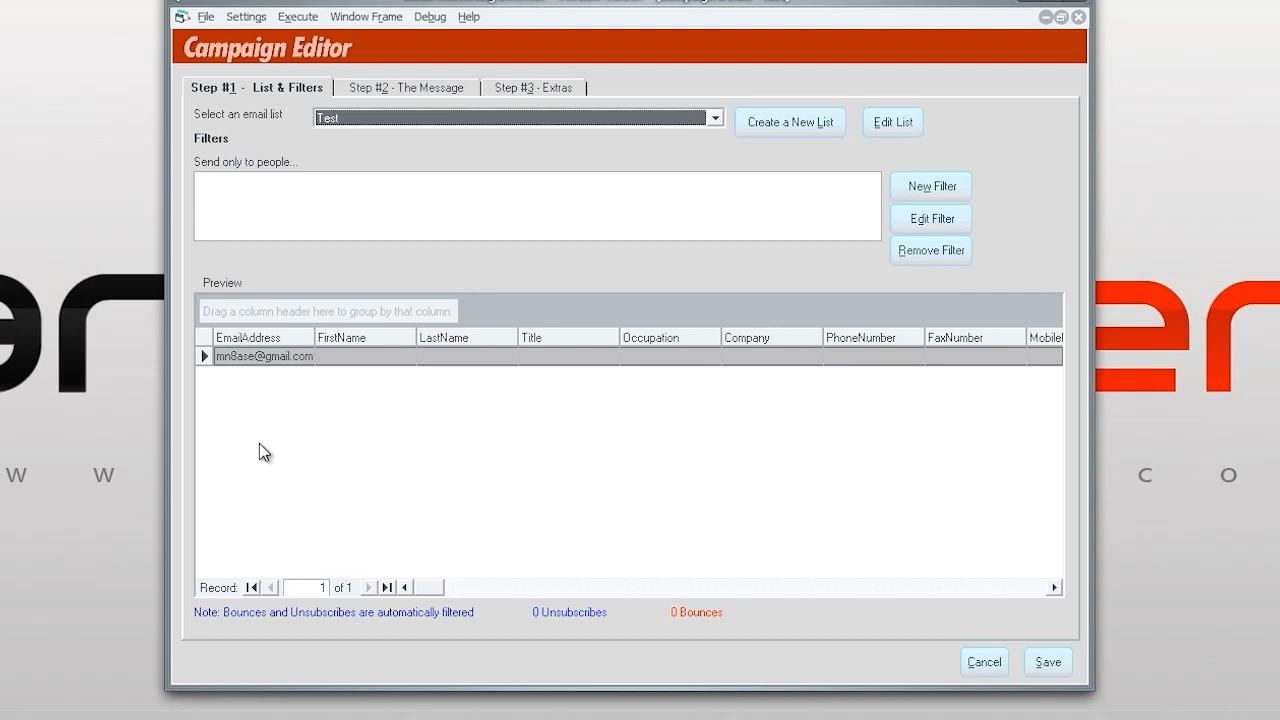 File Settings Execute Window Frame Debug Help
Campaign Editor
Step #1 - List & Filters Step #2 - The Message Step #3 - Extras
Select an email list Test Create a New List Edit List
Filters
Send only to people...
New Filter
Edit Filter
Remove Filter
Preview
Drag a column header here to group by that column.
EmailAddress FirstName LastName Title Occupation Company PhoneNumber FaxNumber Mobile
mn8ase@gmail.com
W W C O
Record: 1 of 1
Note: Bounces and Unsubscribes are automatically filtered 0 Unsubscribes 0 Bounces
Cancel Save